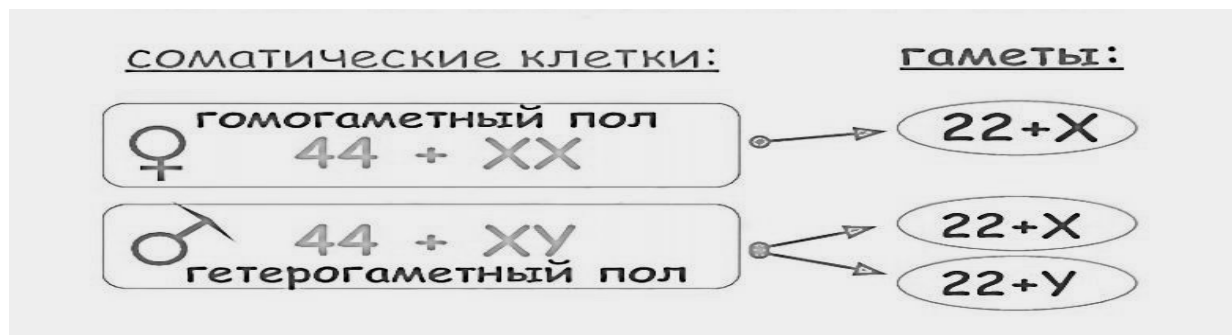 соматические клетки:
гаметы:
гомогаметный пол
44 + XX
22+X
44 + XY
гетерогаметный пол
22+X
22+Y